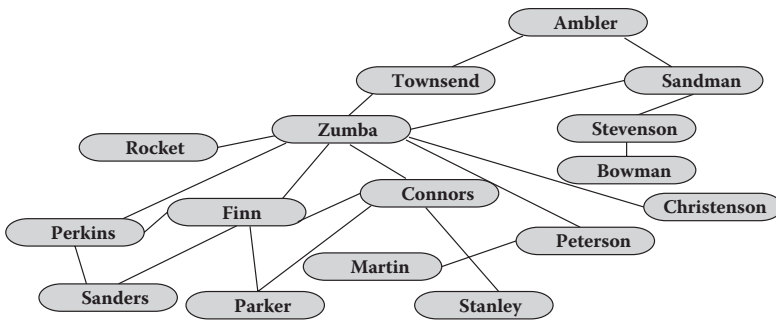 Ambler
Townsend
Sandman
Zumba
Stevenson
Rocket
Bowman
Connors
Christenson
Finn
Perkins
Peterson
Martin
Sanders
Parker
Stanley